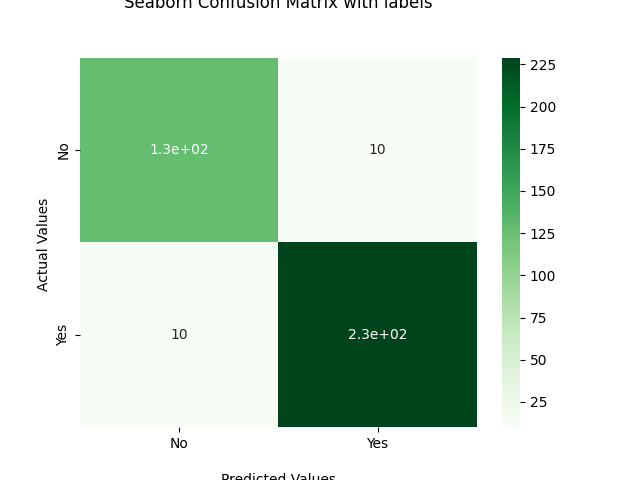 Seaborn Confusion Matrix with labels
225
200
175
150
125
100
75
50
25
No
1.3e+02
10
Actual Values
Yes
10
2.3e+02
No
Yes
Predicted Values